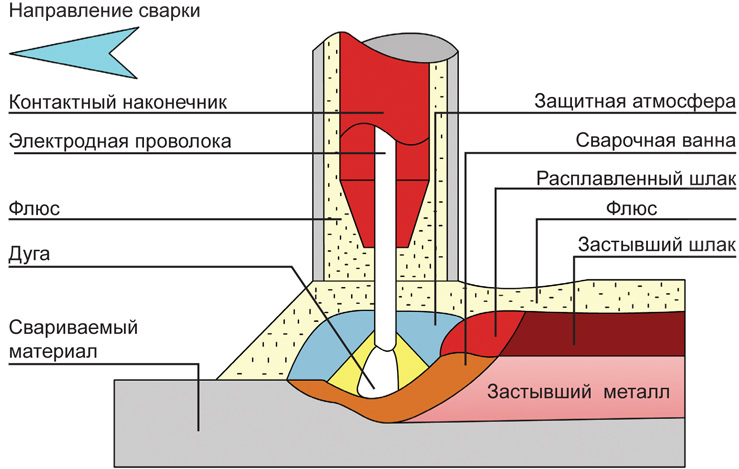 Направление сварки
Контактный наконечник
Электродная проволока
Флюс
Дуга
Свариваемый
материал
Защитная атмосфера
Сварочная ванна
Расплавленный шлак
Флюс
Застывший шлак
Застывший металл